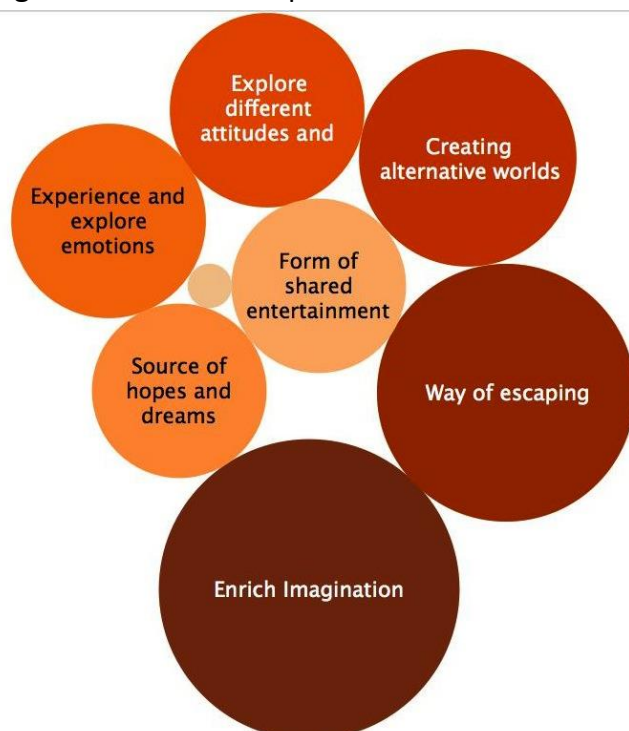 Explore
different
attitudes and
Creating
alternative worlds
Experience and
explore
emotions
Form of
shared
entertainment
Source of
hopes and
dreams
Way of escaping
Enrich Imagination